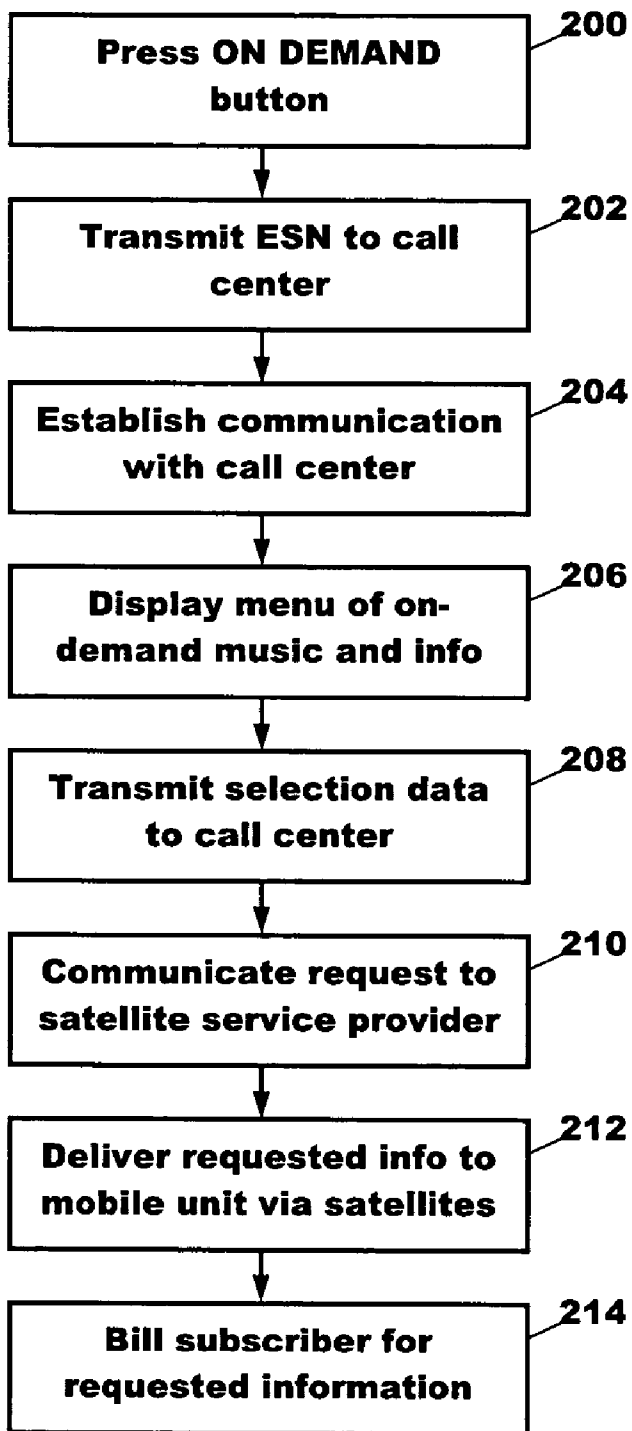 200
Press ON DEMAND
button
202
Transmit ESN to call
center
204
Establish communication
with call center
206
Display menu of on-
demand music and info
208
Transmit selection data
to call center
210
Communicate request to
satellite service provider
212
Deliver requested info to
mobile unit via satellites
214
Bill subscriber for
requested information